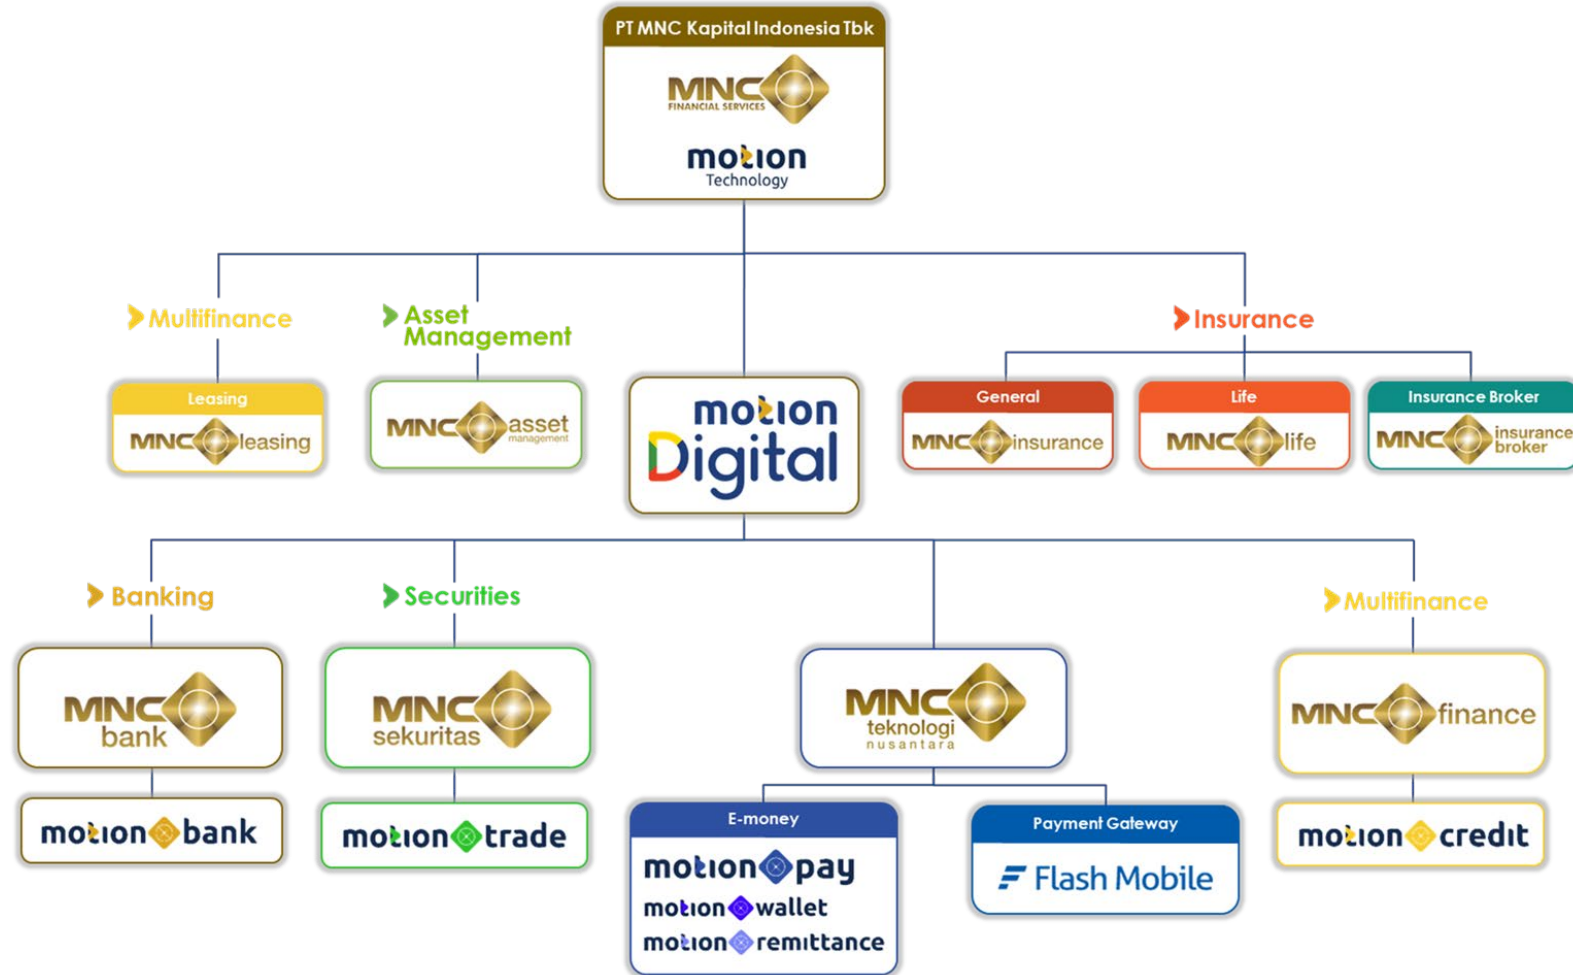 PT MNC Kapital Indonesia Tbk
MNC
FINANCIAL SERVICES
motion
Technology
Multifinance
Asset
Management
Insurance
Leasing
MNC leasing
MNC asset
management
motion
Digital
General
MNC insurance
Life
MNC life
Insurance Broker
MNC insurance
broker
Banking
Securities
Multifinance
MNC
bank
MNC
sekuritas
MNC
teknologi
nusantara
MNC finance
motion bank
motion trade
E-money
motion pay
motion wallet
motion remittance
Payment Gateway
Flash Mobile
motion credit